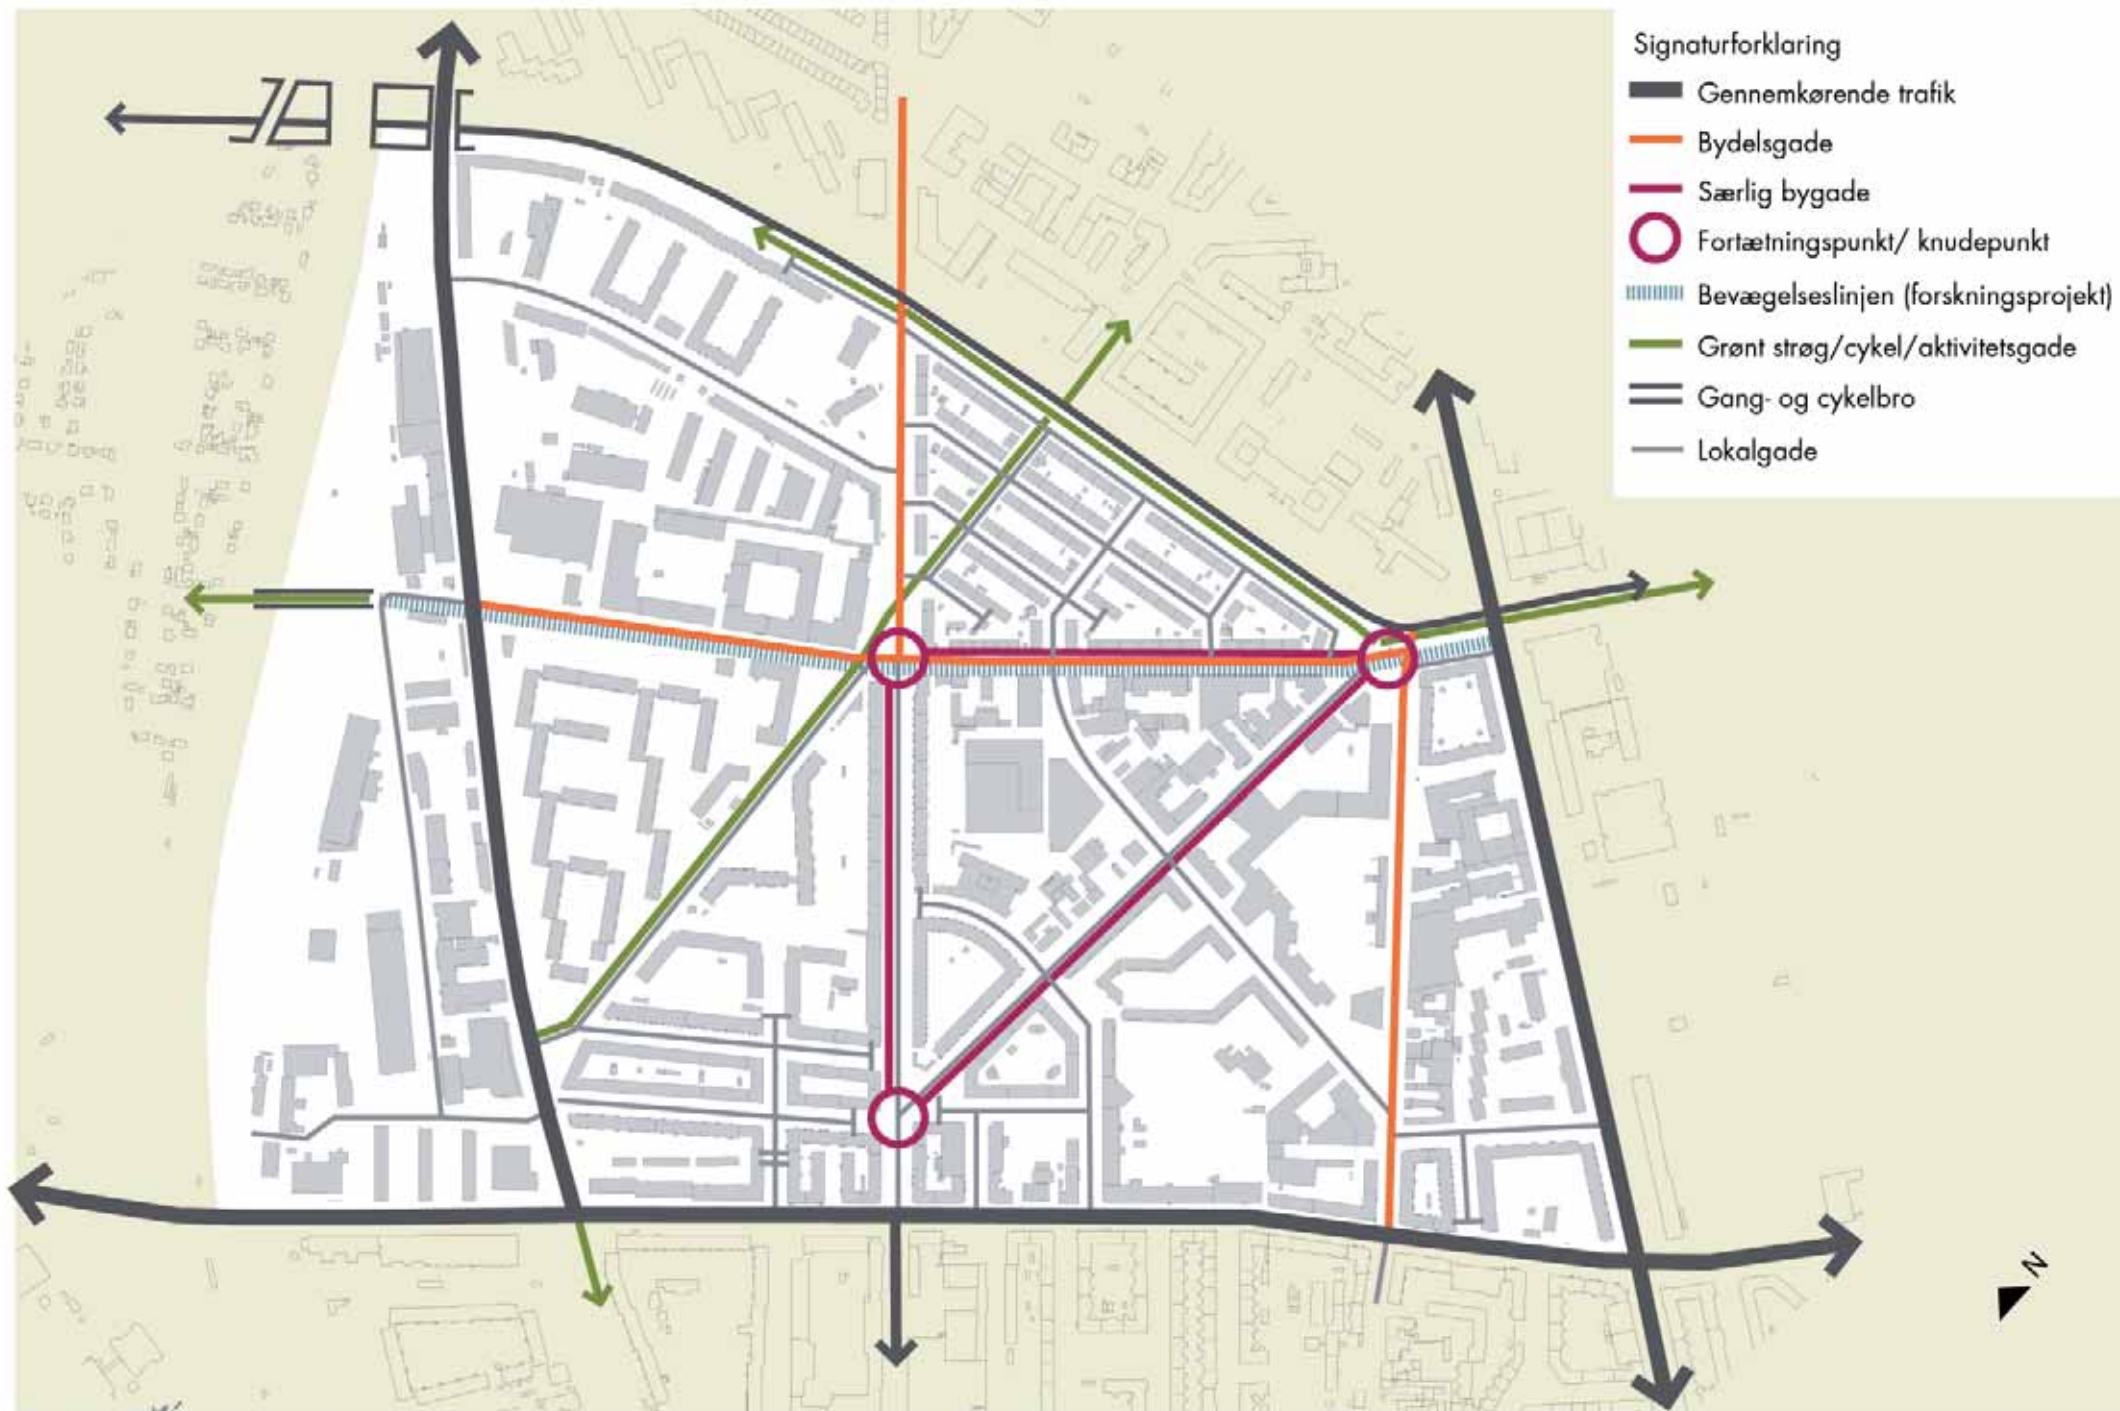 Signaturforklaring
Gennemkørende trafik
Bydelsgade
Særlig bygade
Fortætningspunkt/ knudepunkt
Bevægelseslinjen (forskningsprojekt)
Grønt strøg/cykel/aktivitetsgade
Gang- og cykelbro
Lokalgade
N